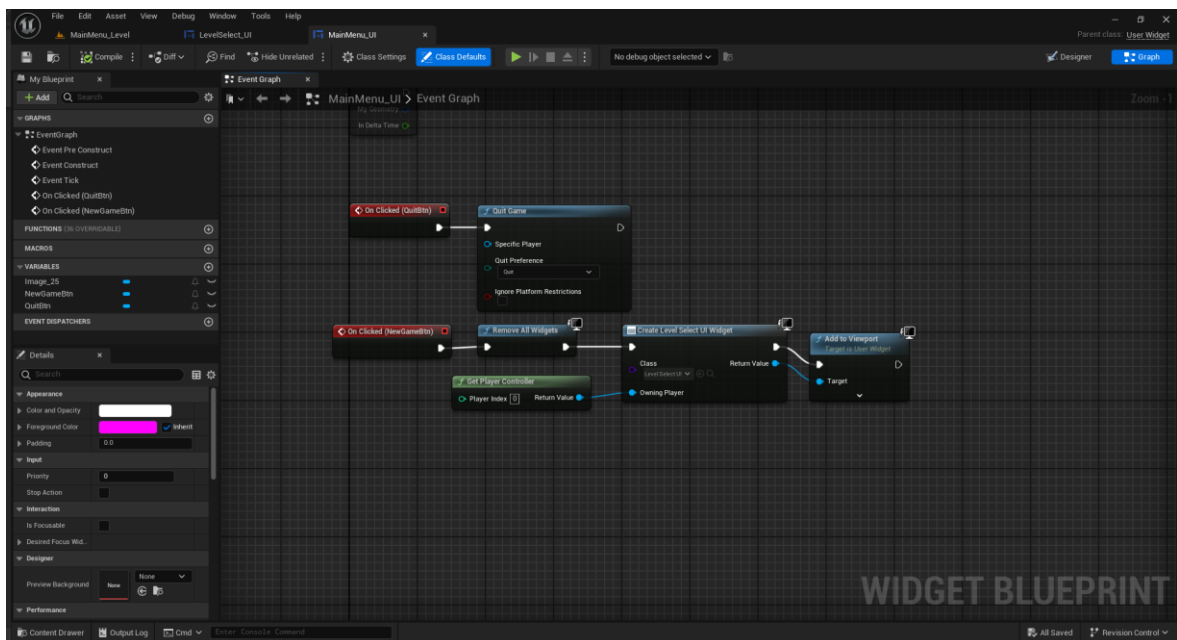 File Edit Asset View Debug Window Tools Help
MainMenu_Level LevelSelect_UI MainMenu_UI
Parent class: User Widget
Compile Diff Find Hide Unrelated Class Settings Class Defaults No debug object selected Designer Graph
My Blueprint
Event Graph
Add Search
MainMenu_UI > Event Graph
Zoom -1
My Geometry
In Delta Time
GRAPHS
EventGraph
Event Pre Construct
Event Construct
Event Tick
On Clicked (QuitBtn)
On Clicked (NewGameBtn)
FUNCTIONS (36 OVERRIDABLE)
MACROS
VARIABLES
Image_25
NewGameBtn
QuitBtn
EVENT DISPATCHERS
On Clicked (QuitBtn)
Quit Game
Specific Player
Quit Preference
Quit
Ignore Platform Restrictions
On Clicked (NewGameBtn)
Remove All Widgets
Create Level Select UI Widget
Class
Level Select UI
Return Value
Owning Player
Add to Viewport
Target is User Widget
Target
Get Player Controller
Player Index 0 Return Value
Details
Search
Appearance
Color and Opacity
Foreground Color Inherit
Padding 0.0
Input
Priority 0
Stop Action
Interaction
Is Focusable
Desired Focus Wid..
Designer
Preview Background None None
Performance
WIDGET BLUEPRINT
Content Drawer Output Log Cmd Enter Console Command All Saved Revision Control